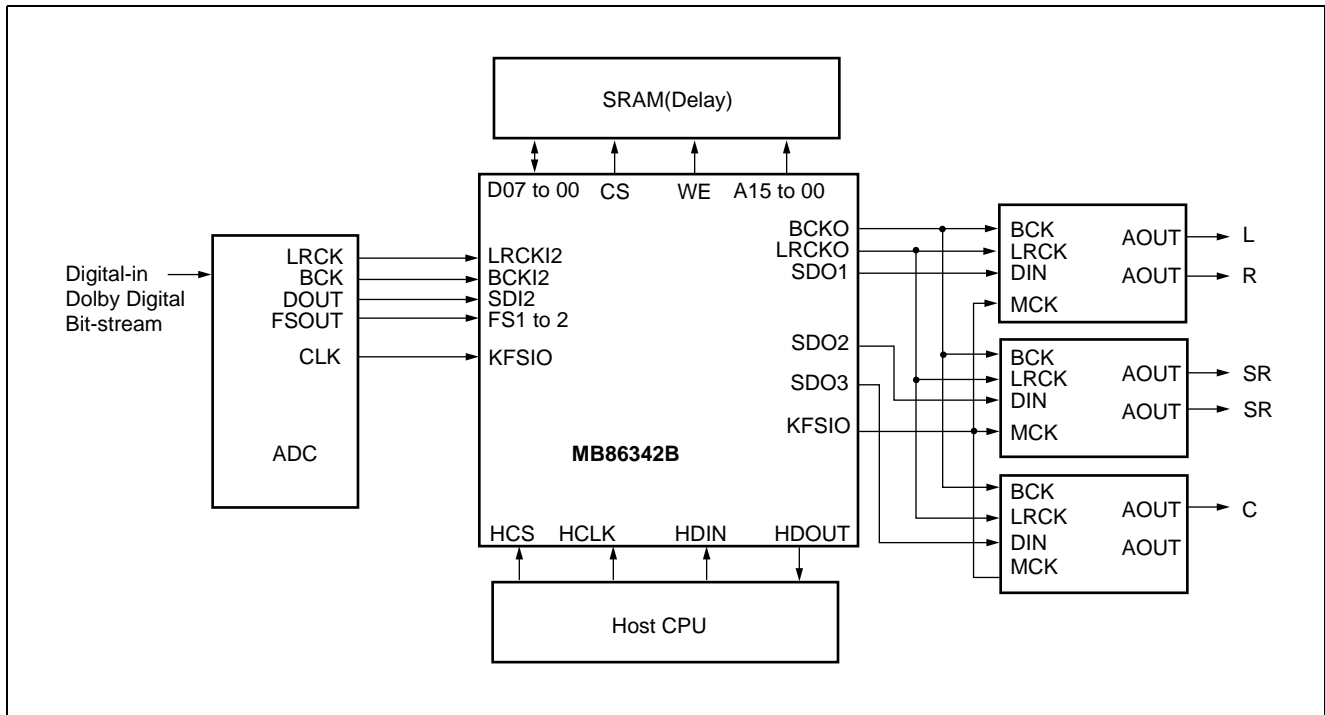 SRAM(Delay)
D07 to 00
CS
WE
A15 to 00
Digital-in
Dolby Digital
Bit-stream
LRCK
BCK
DOUT
FSOUT
CLK
ADC
LRCKI2
BCKI2
SDI2
FS1 to 2
KFSIO
BCKO
LRCKO
SDO1
SDO2
SDO3
KFSIO
MB86342B
HCS
HCLK
HDIN
HDOUT
Host CPU
BCK
LRCK
DIN
MCK
AOUT
AOUT
L
R
BCK
LRCK
DIN
MCK
AOUT
AOUT
SR
SR
BCK
LRCK
DIN
MCK
AOUT
AOUT
C